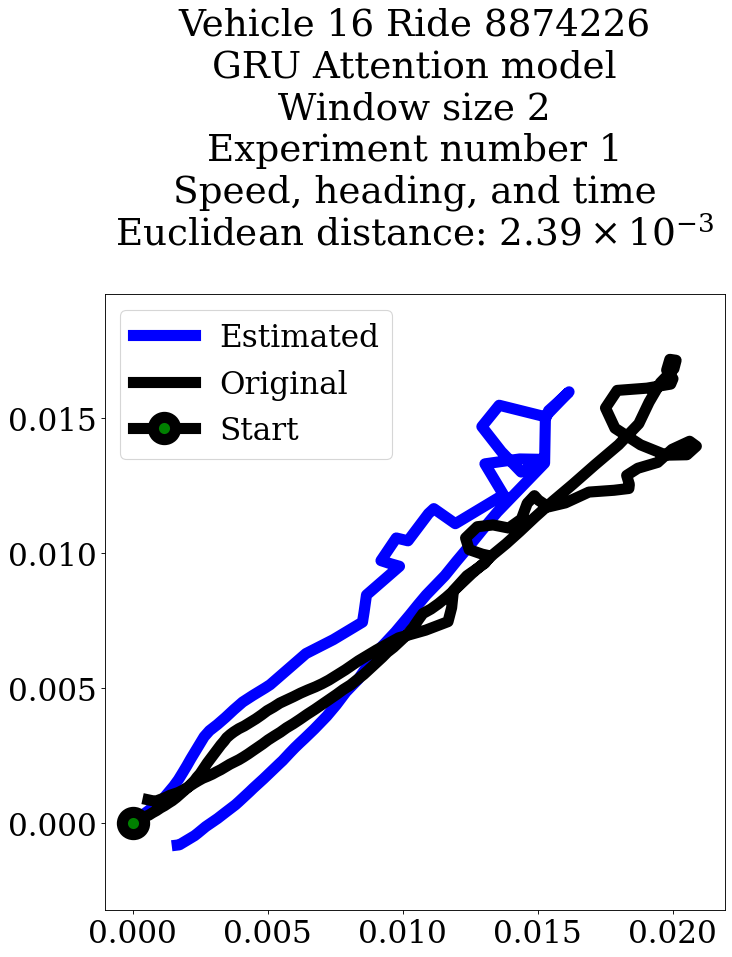 Vehicle 16 Ride 8874226
GRU Attention model
Window size 2
Experiment number 1
Speed, heading, and time
Euclidean distance: 2.39 × 10⁻³
Estimated
Original
Start
0.015
0.010
0.005
0.000
0.000 0.005 0.010 0.015 0.020